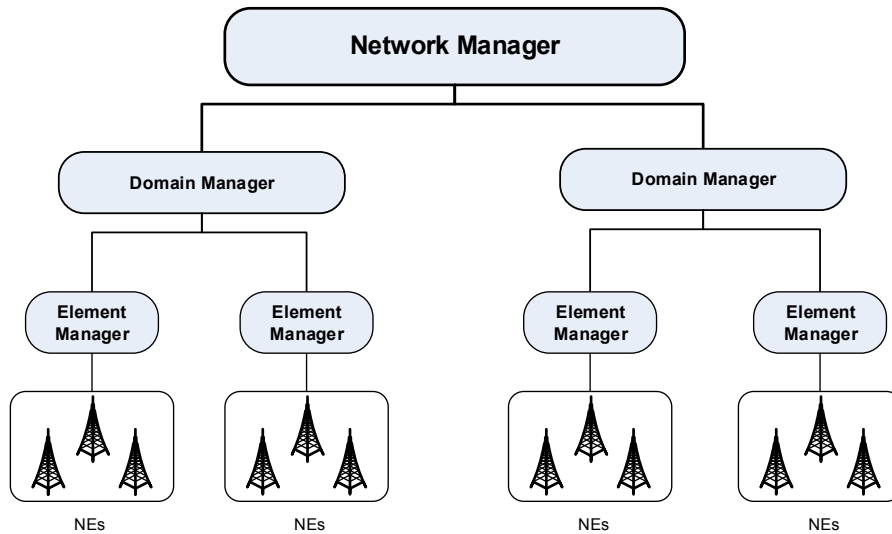 Network Manager
Domain Manager
Domain Manager
Element
Manager
Element
Manager
Element
Manager
Element
Manager
NEs
NEs
NEs
NEs